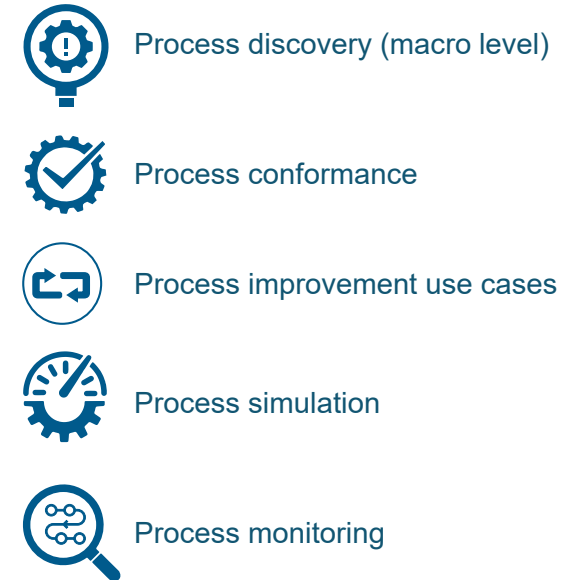 Process discovery (macro level)
Process conformance
Process improvement use cases
Process simulation
Process monitoring